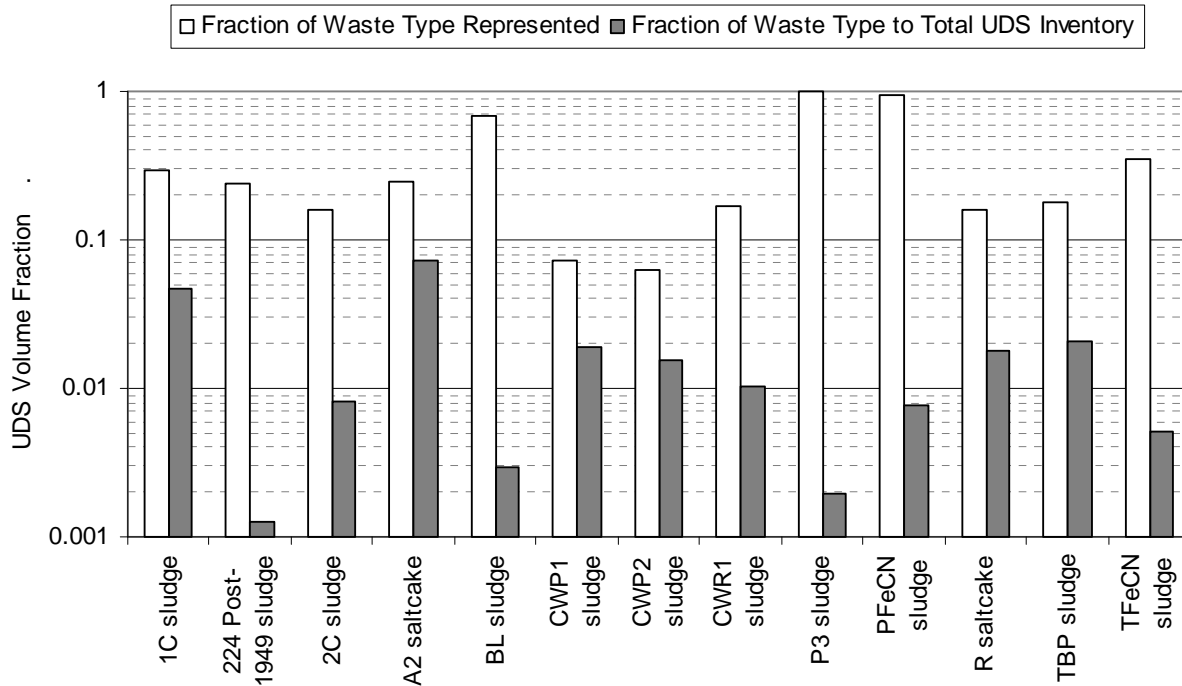 Fraction of Waste Type Represented Fraction of Waste Type to Total UDS Inventory
1
0.1
0.01
0.001
UDS Volume Fraction .
1C sludge
224 Post-
1949 sludge
2C sludge
A2 saltcake
BL sludge
CWP1
sludge
CWP2
sludge
CWR1
sludge
P3 sludge
PFeCN
sludge
R saltcake
TBP sludge
TFeCN
sludge